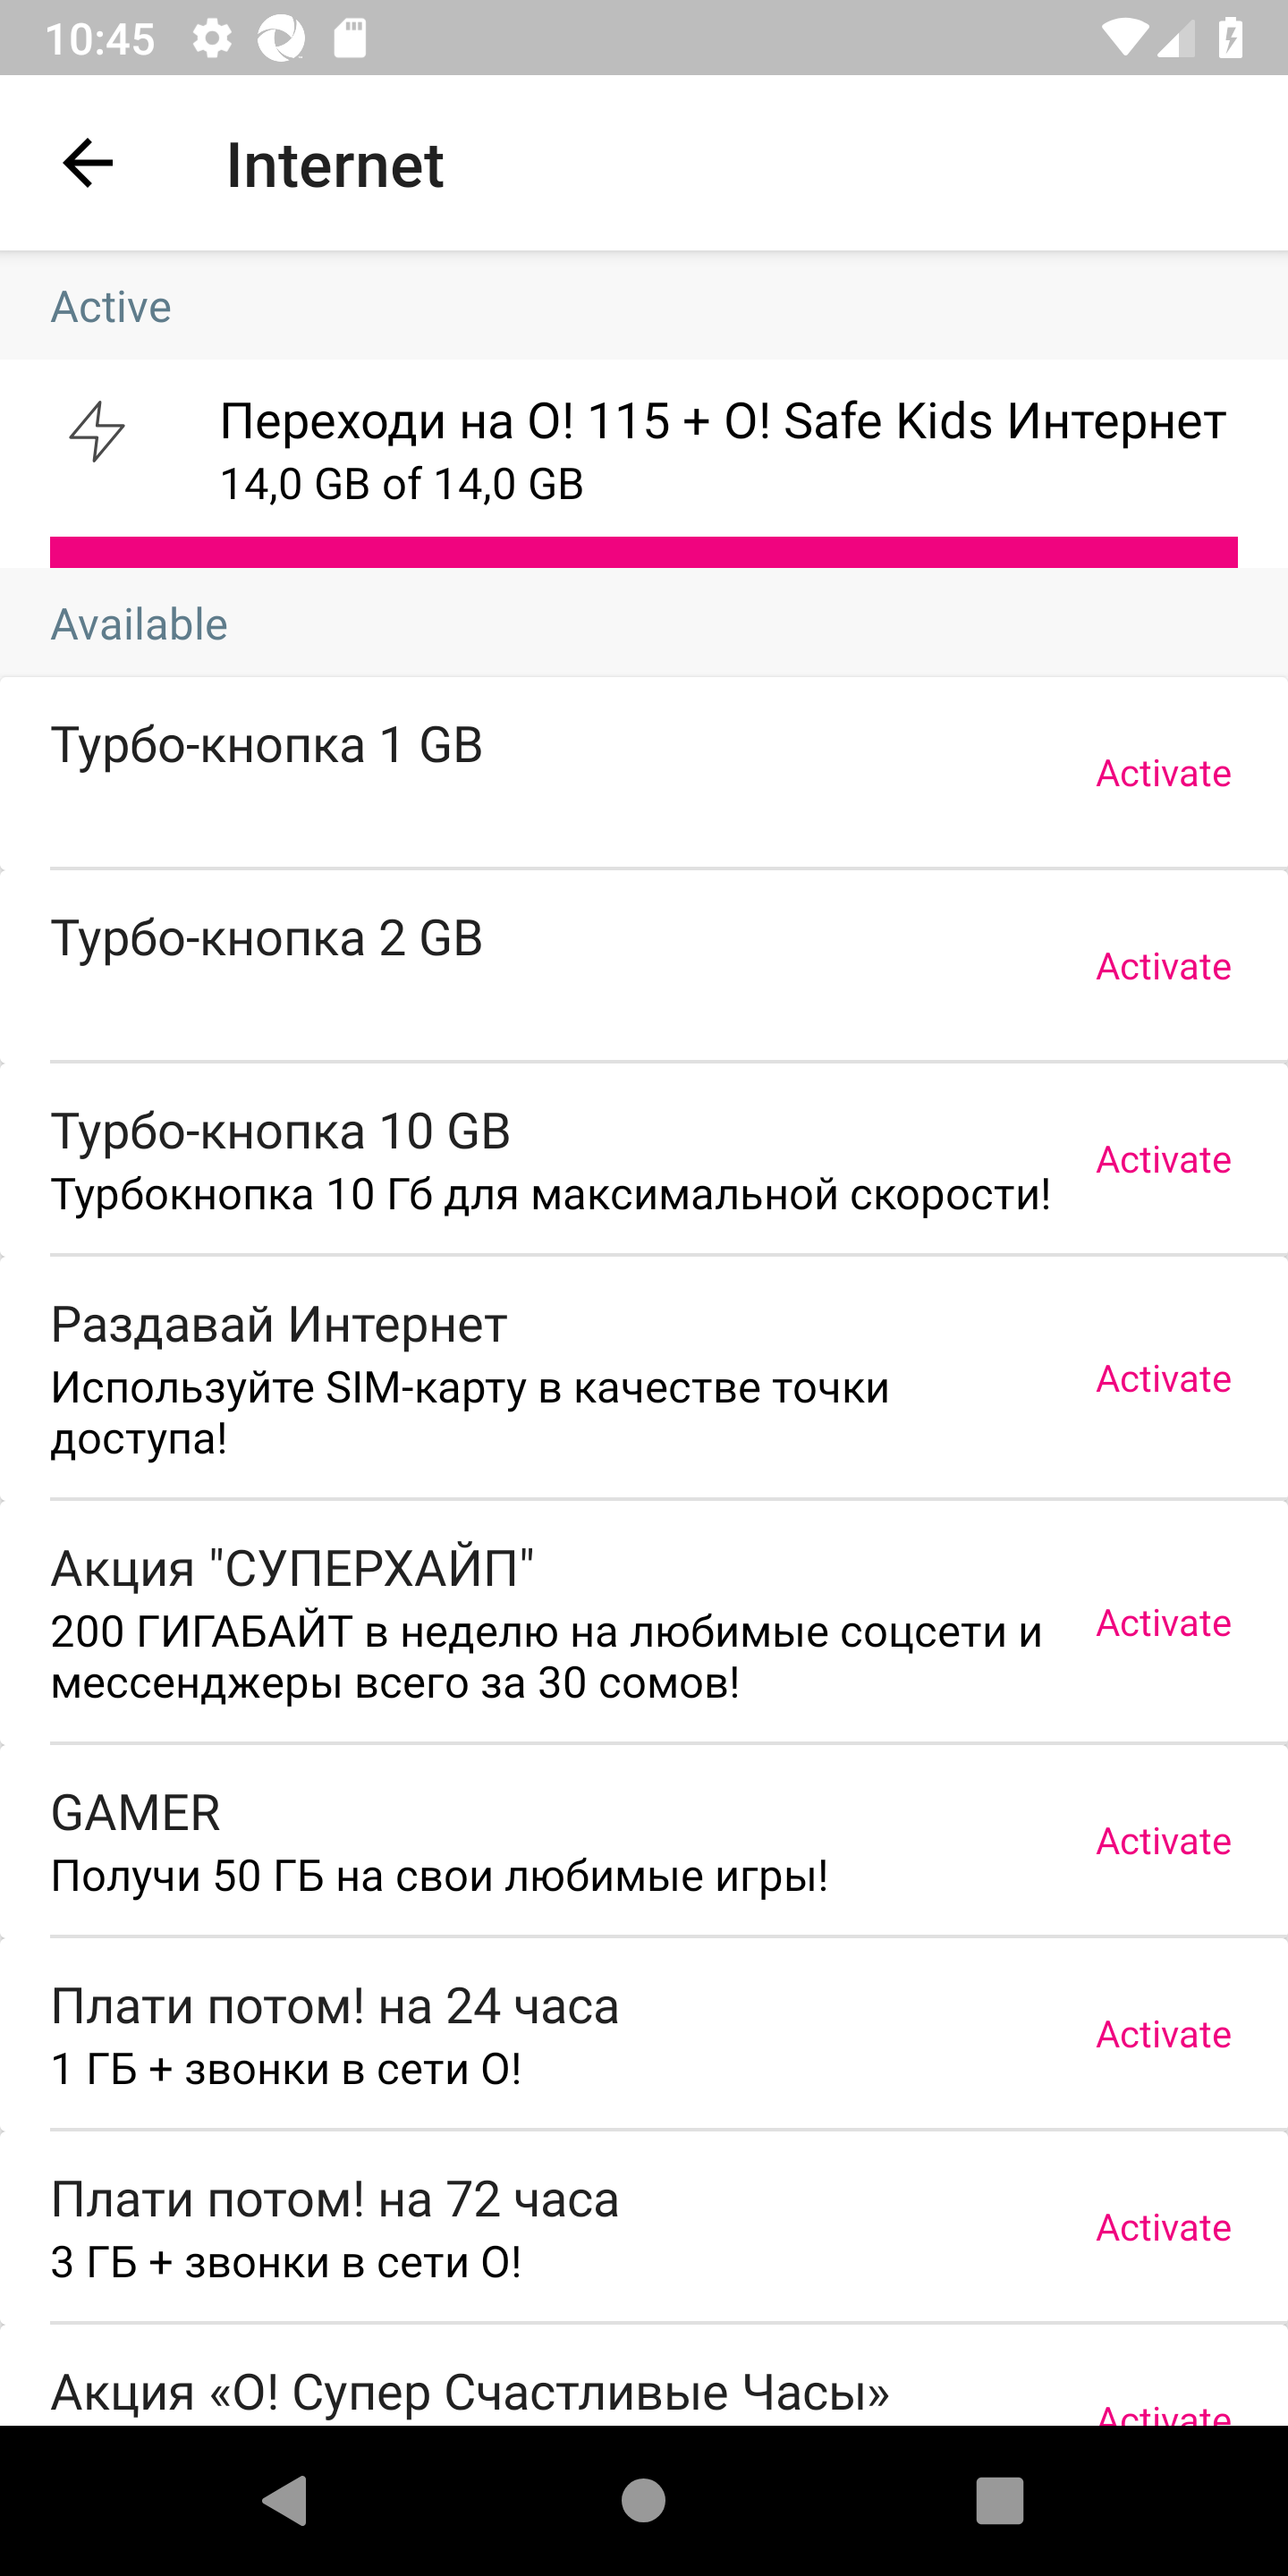 10:45
Internet
Active
Переходи на О! 115 + О! Safe Kids Интернет
14,0 GB of 14,0 GB
Available
Турбо-кнопка 1 GB
Activate
Турбо-кнопка 2 GB
Activate
Турбо-кнопка 10 GB
Турбокнопка 10 Гб для максимальной скорости!
Activate
Раздавай Интернет
Используйте SIM-карту в качестве точки
доступа!
Activate
Акция "СУПЕРХАЙП"
200 ГИГАБАЙТ в неделю на любимые соцсети и
мессенджеры всего за 30 сомов!
Activate
GAMER
Получи 50 ГБ на свои любимые игры!
Activate
Плати потом! на 24 часа
1 ГБ + звонки в сети О!
Activate
Плати потом! на 72 часа
3 ГБ + звонки в сети О!
Activate
Акция «О! Супер Счастливые Часы»
Activate